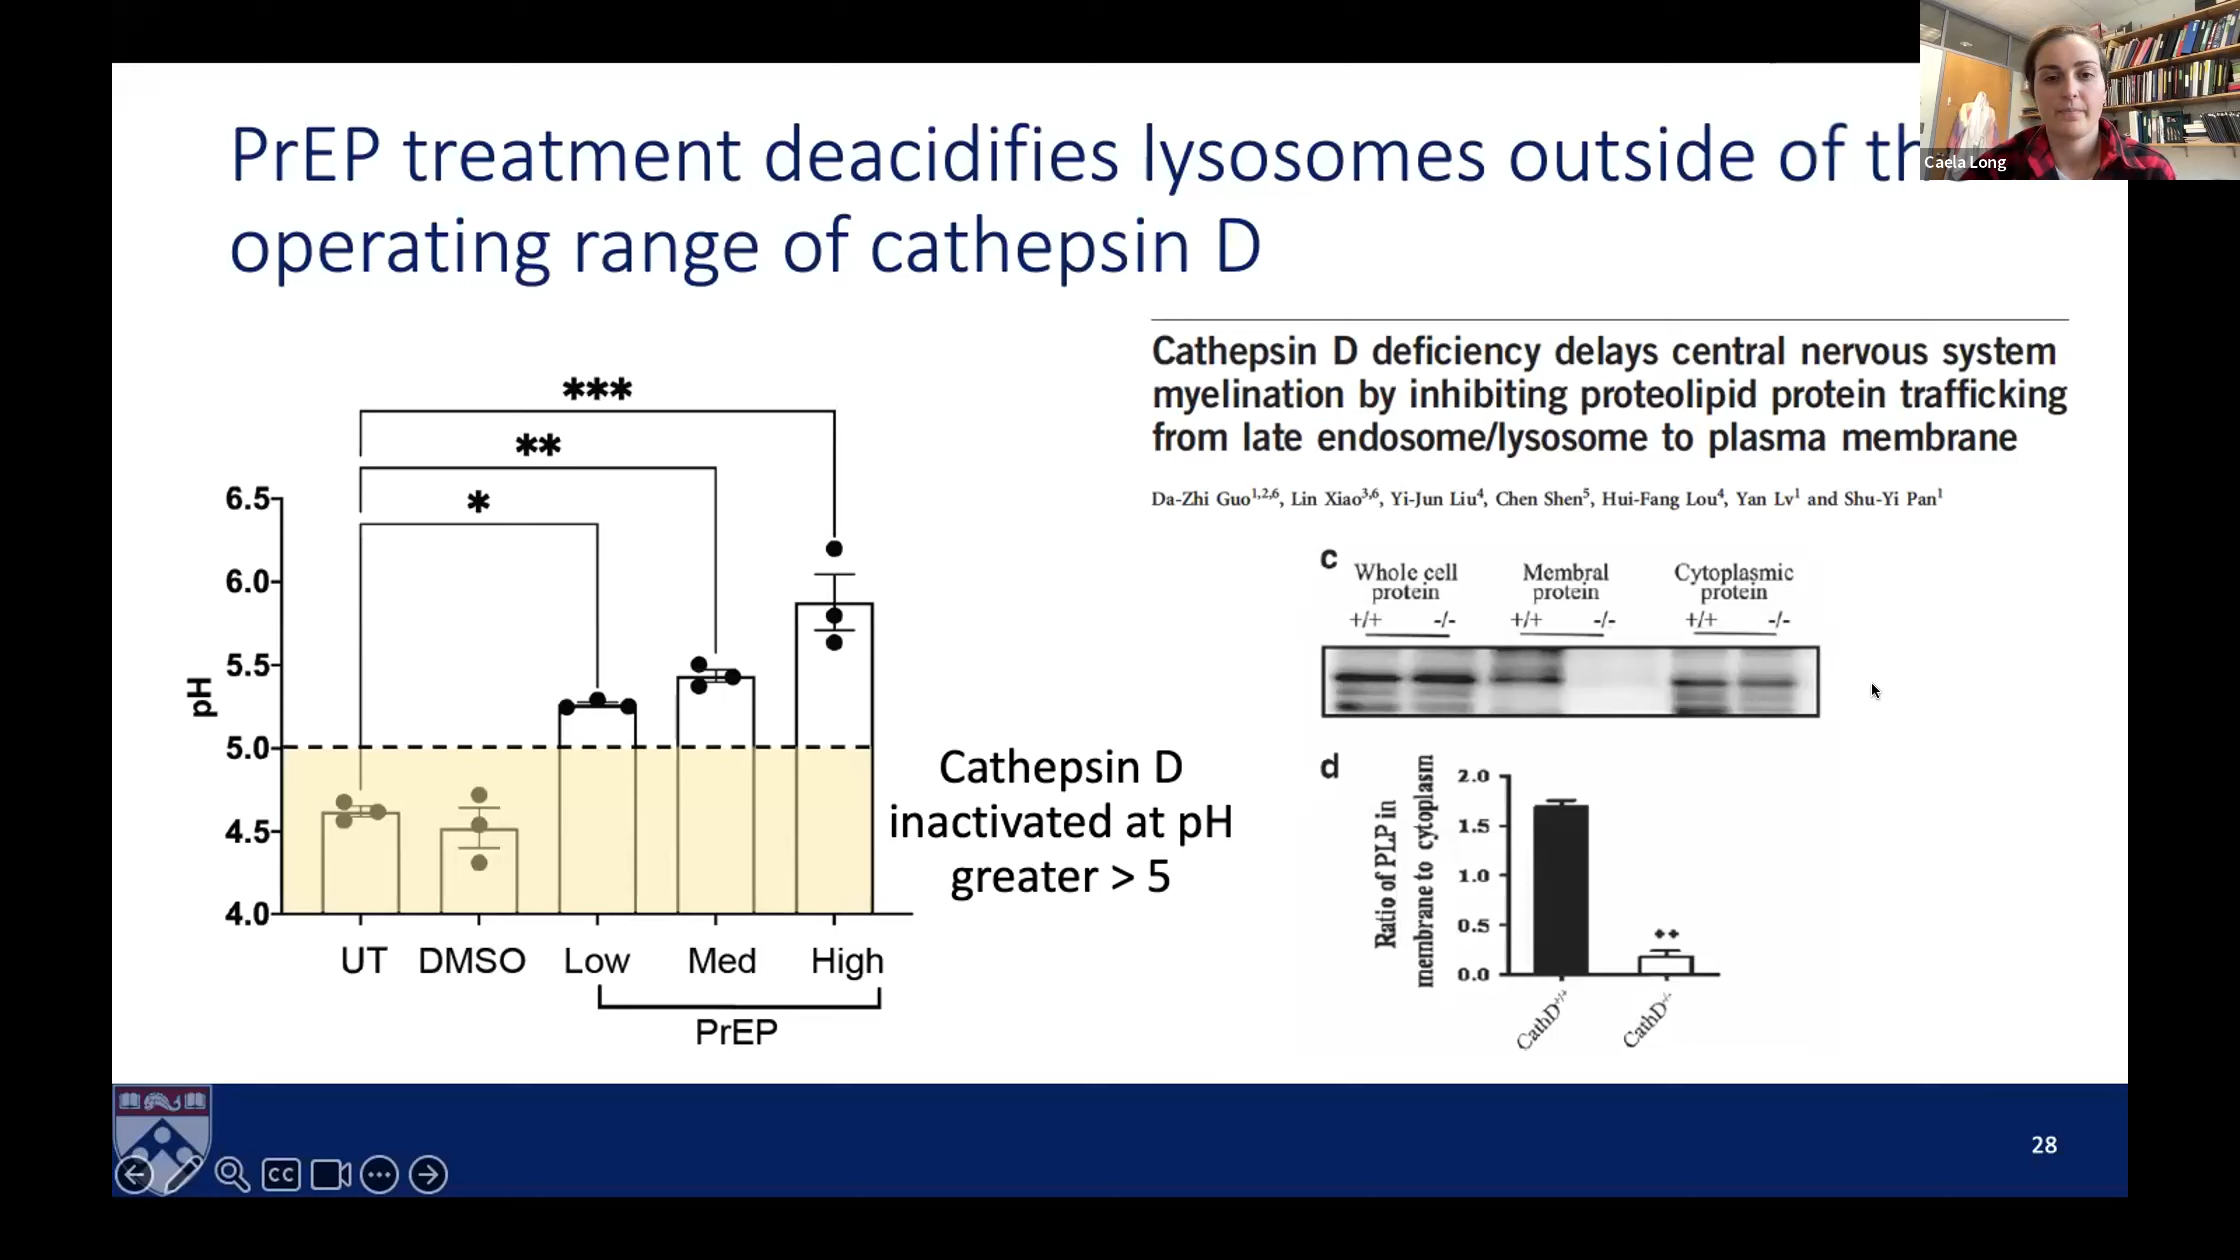 PrEP treatment deacidifies lysosomes outside of th
operating range of cathepsin D
Caela Long
***
**
*
6.5
6.0
5.5
5.0
4.5
4.0
pH
UT DMSO Low Med High
PrEP
Cathepsin D
inactivated at pH
greater > 5
Cathepsin D deficiency delays central nervous system
myelination by inhibiting proteolipid protein trafficking
from late endosome/lysosome to plasma membrane
Da-Zhi Guo1,2,6, Lin Xiao3,6, Yi-Jun Liu4, Chen Shen5, Hui-Fang Lou4, Yan Lv1 and Shu-Yi Pan1
c
Whole cell protein
Membral protein
Cytoplasmic protein
+/+ -/- +/+ -/- +/+ -/-
d
Ratio of PLP in
membrane to cytoplasm
2.0
1.5
1.0
0.5
0.0
**
CathD+/+
CathD-/-
28
CC